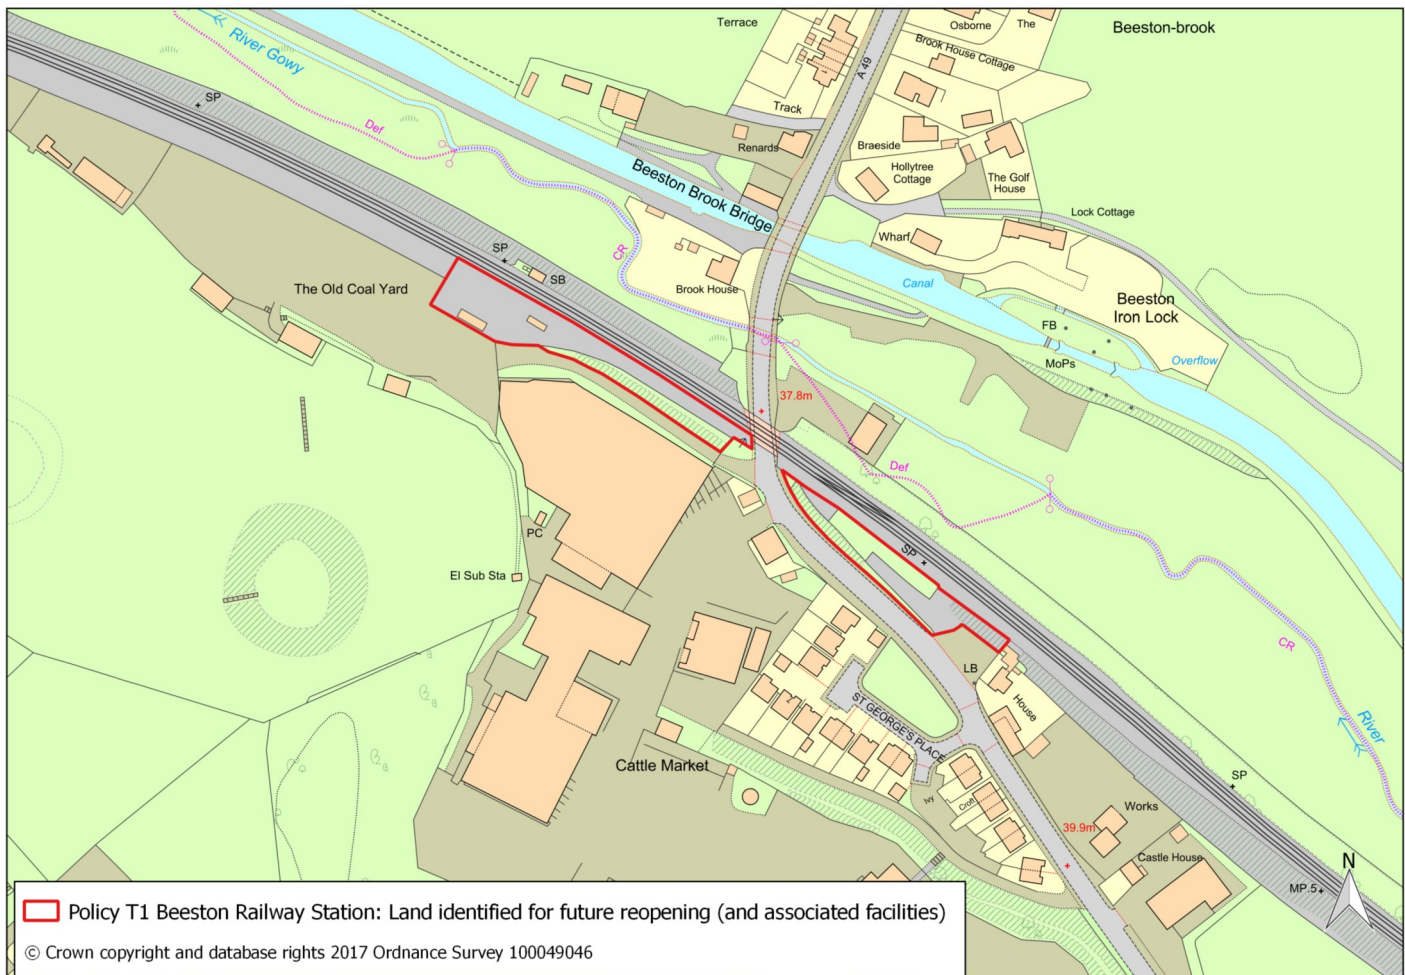 Terrace
Osborne
The
Beeston-brook
River Gowy
Brook House Cottage
A 49
SP
Track
Def
Renards
Braeside
Hollytree
Cottage
The Golf
House
Beeston Brook Bridge
Lock Cottage
Wharf
CR
SP
SB
Brook House
Canal
The Old Coal Yard
Beeston
Iron Lock
FB
Overflow
MoPs
37.8m
Def
PC
SP
El Sub Sta
CR
LB
House
ST GEORGE'S PLACE
River
Cattle Market
SP
Ivy
Croft
Works
39.9m
Castle House
N
MP.5
Policy T1 Beeston Railway Station: Land identified for future reopening (and associated facilities)
© Crown copyright and database rights 2017 Ordnance Survey 100049046